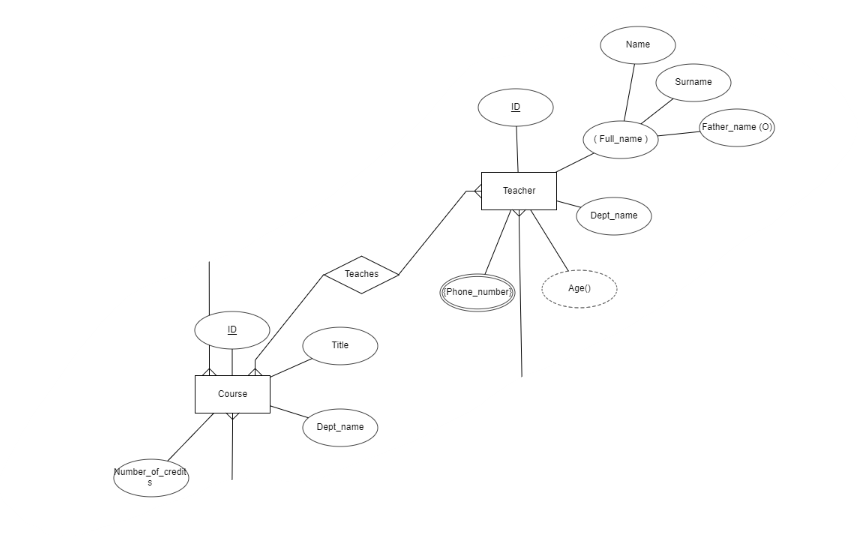 Name
Surname
ID
Father_name (O)
( Full_name )
Teacher
Dept_name
Teaches
{Phone_number}
Age()
ID
Title
Course
Dept_name
Number_of_credit
s